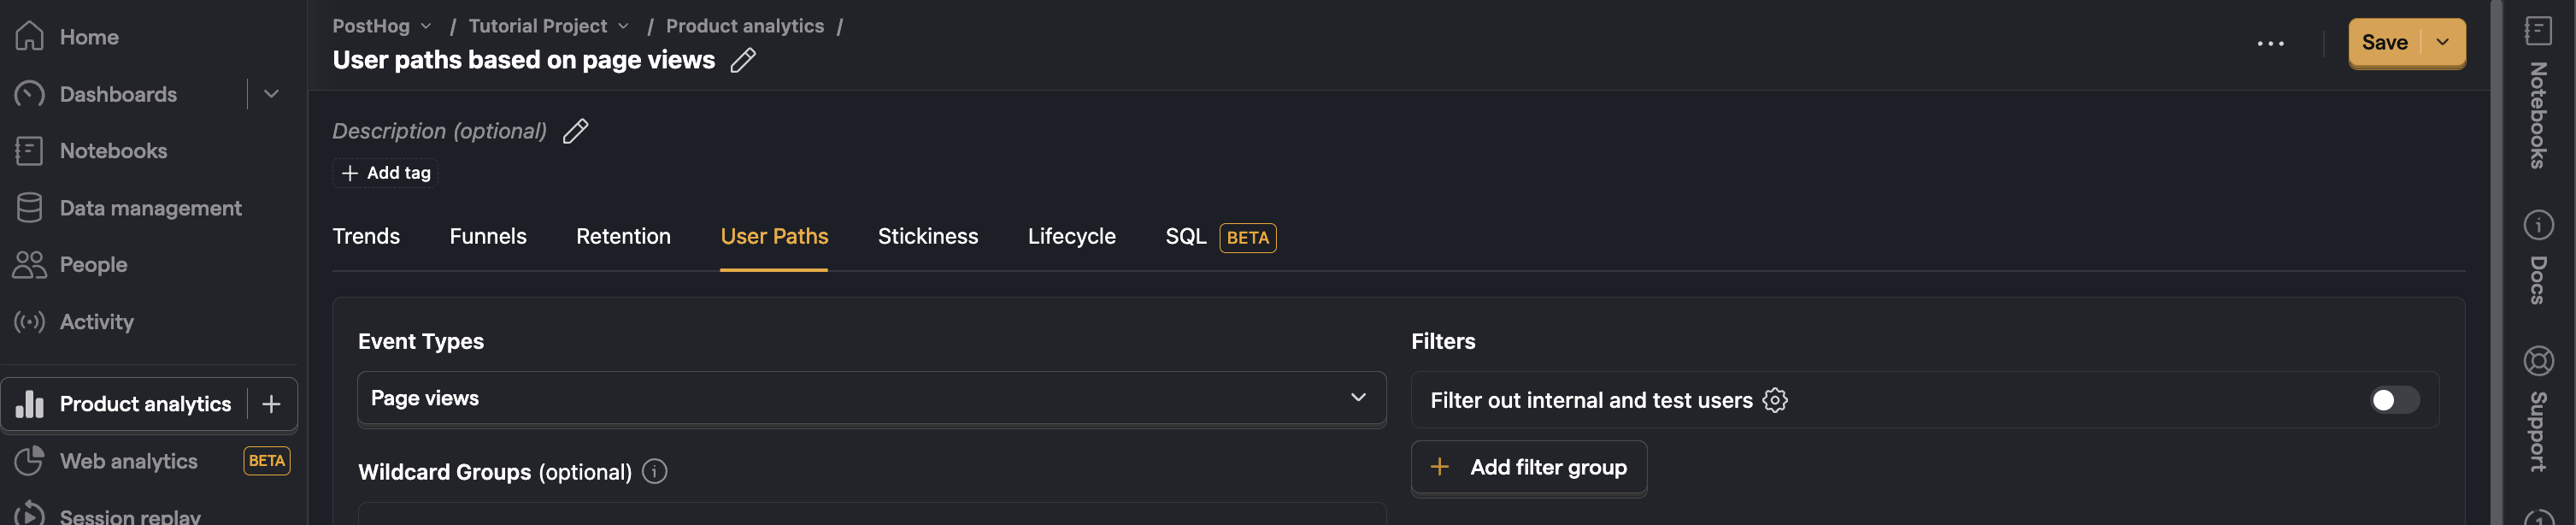 Home
Dashboards
Notebooks
Data management
People
Activity
Product analytics
Web analytics BETA
Session replay
PostHog / Tutorial Project / Product analytics /
User paths based on page views
Save
Description (optional)
Add tag
Trends Funnels Retention User Paths Stickiness Lifecycle SQL BETA
Event Types
Page views
Wildcard Groups (optional)
Filters
Filter out internal and test users
Add filter group
Notebooks
Docs
Support